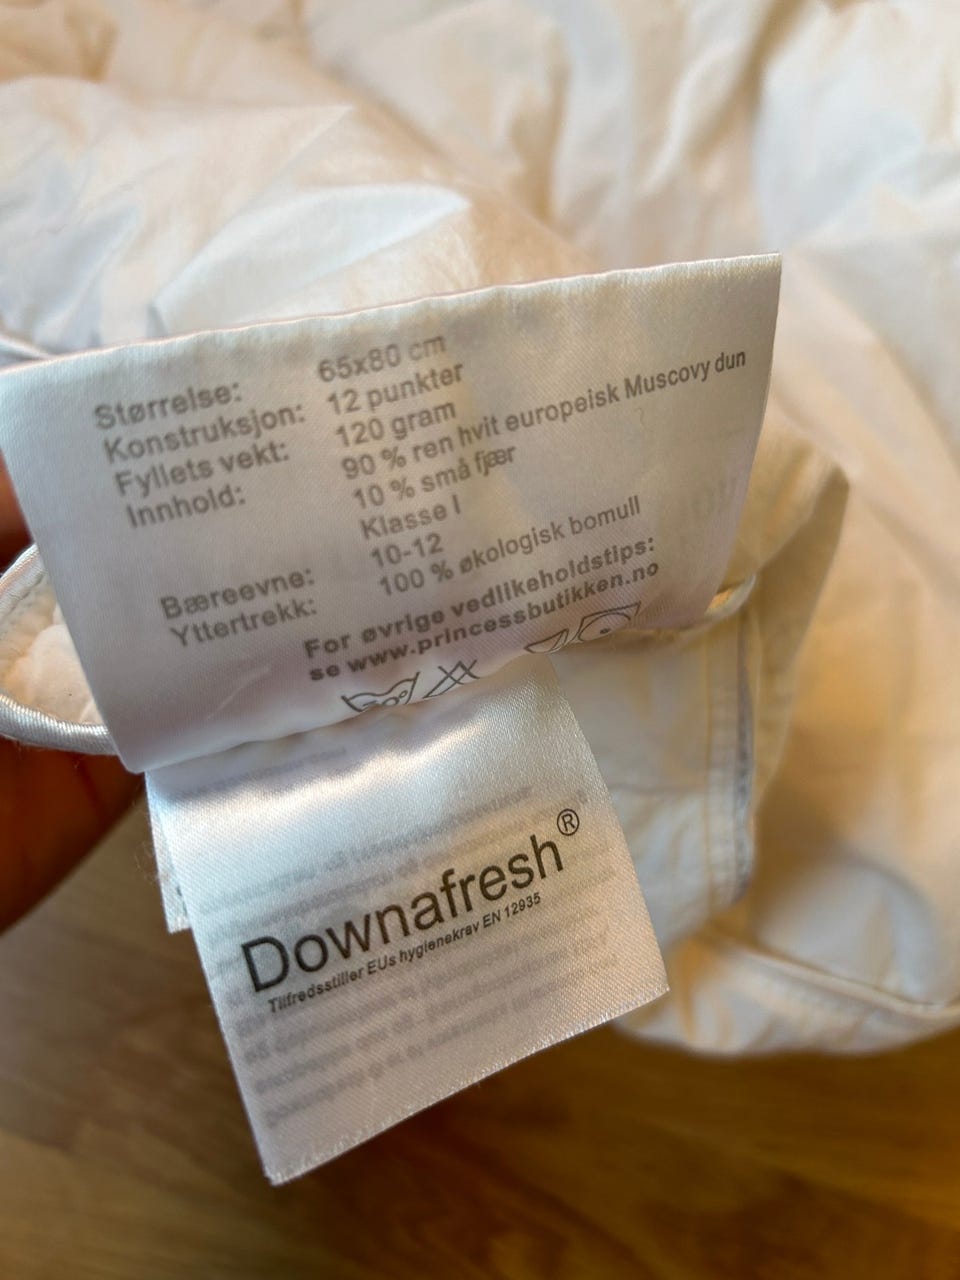 Størrelse: 65x80 cm
Konstruksjon: 12 punkter
Fyllets vekt: 120 gram
Innhold: 90 % ren hvit europeisk Muscovy dun
10 % små fjær
Klasse I
Bæreevne: 10-12
Yttertrekk: 100 % økologisk bomull
For øvrige vedlikeholdstips:
se www.princessbutikken.no
Downafresh®
Tilfredsstiller EUs hygienekrav EN 12935